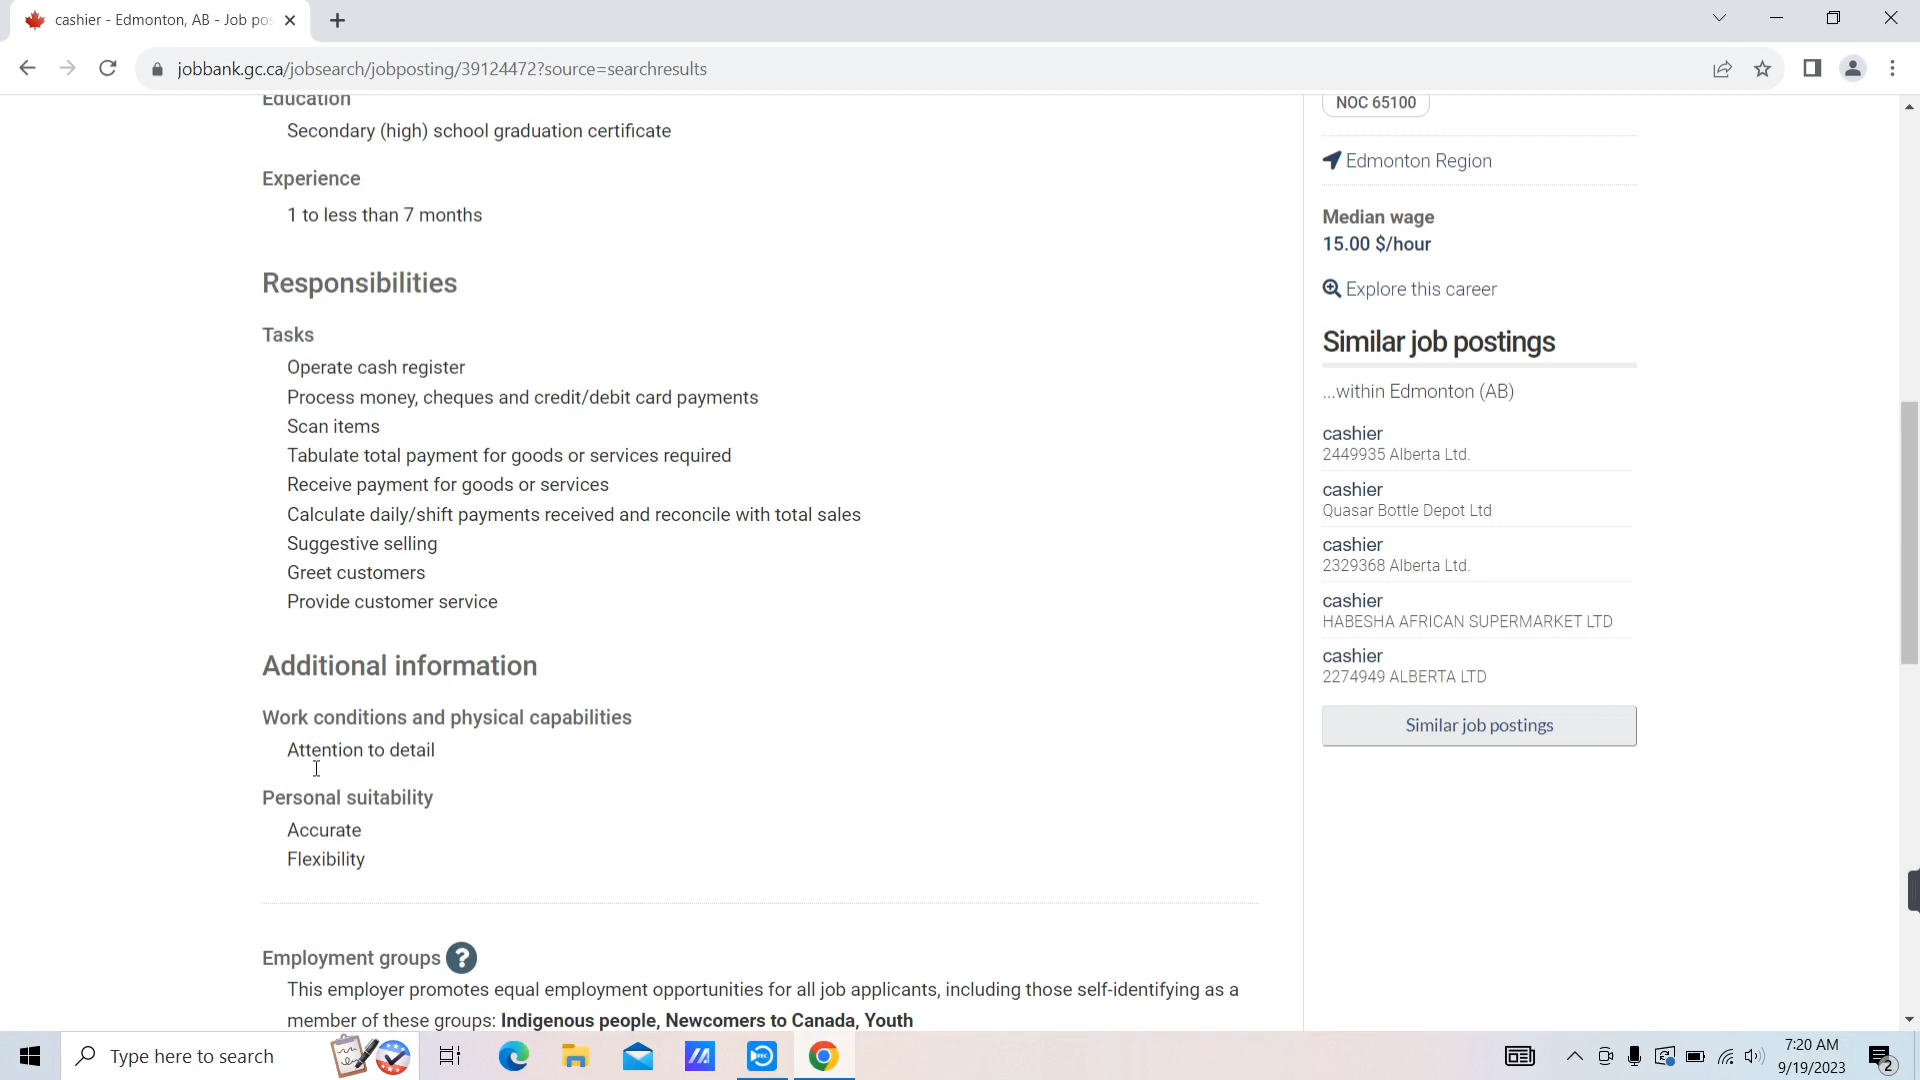 cashier - Edmonton, AB - Job pos
jobbank.gc.ca/jobsearch/jobposting/39124472?source=searchresults
Education
Secondary (high) school graduation certificate
Experience
1 to less than 7 months
Responsibilities
Tasks
Operate cash register
Process money, cheques and credit/debit card payments
Scan items
Tabulate total payment for goods or services required
Receive payment for goods or services
Calculate daily/shift payments received and reconcile with total sales
Suggestive selling
Greet customers
Provide customer service
Additional information
Work conditions and physical capabilities
Attention to detail
Personal suitability
Accurate
Flexibility
Employment groups ?
This employer promotes equal employment opportunities for all job applicants, including those self-identifying as a
member of these groups: Indigenous people, Newcomers to Canada, Youth
NOC 65100
Edmonton Region
Median wage
15.00 $/hour
Explore this career
Similar job postings
...within Edmonton (AB)
cashier
2449935 Alberta Ltd.
cashier
Quasar Bottle Depot Ltd
cashier
2329368 Alberta Ltd.
cashier
HABESHA AFRICAN SUPERMARKET LTD
cashier
2274949 ALBERTA LTD
Similar job postings
Type here to search
REC
7:20 AM
9/19/2023
2